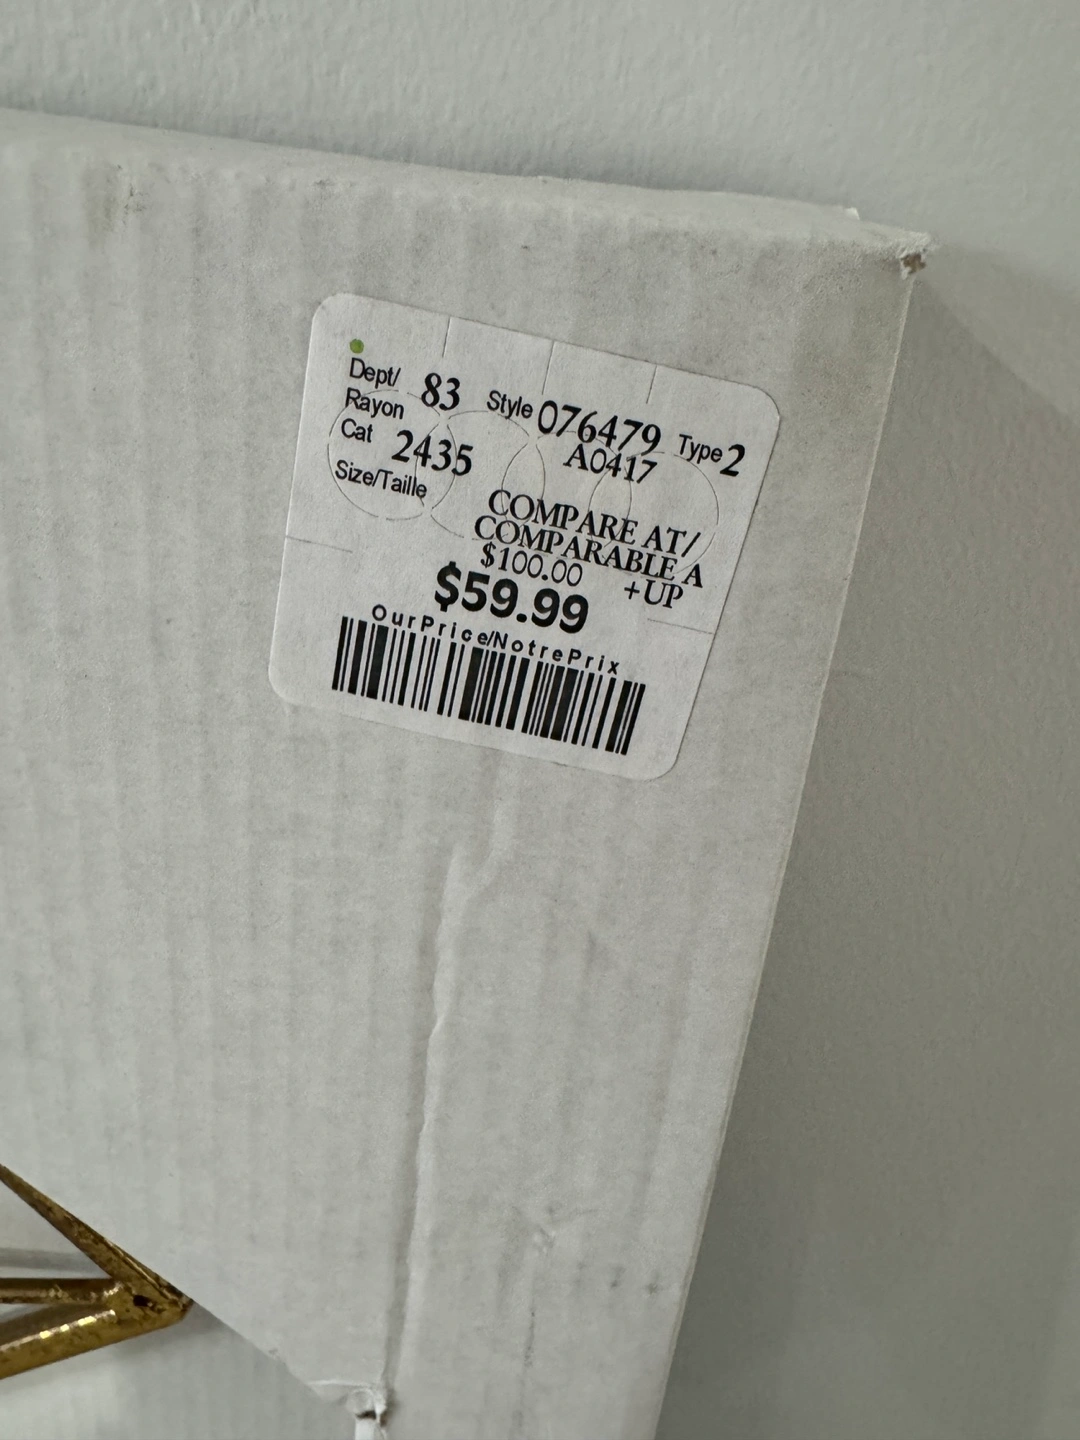 Dept/ 83 Style 076479 Type 2
Rayon A0417
Cat 2435
Size/Taille
COMPARE AT/
COMPARABLE A
$100.00 +UP
$59.99
OurPrice/NotrePrix